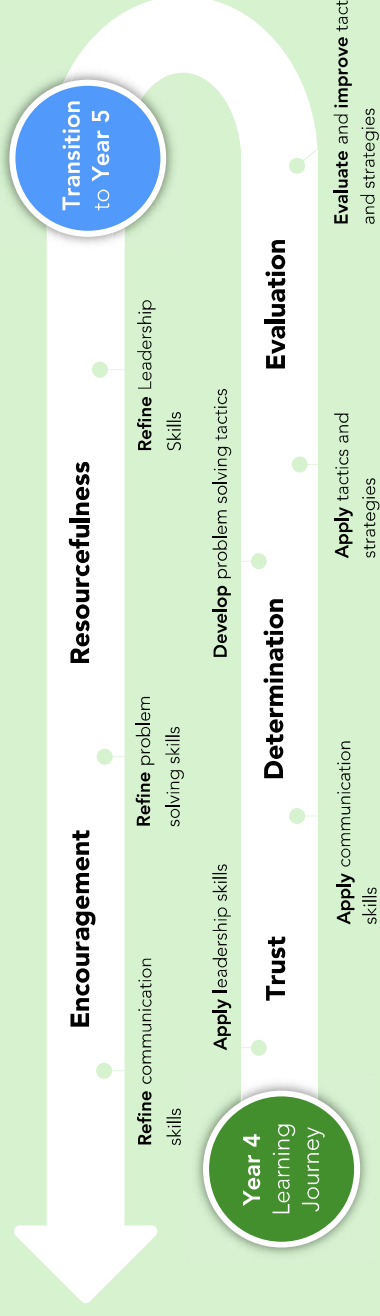 Year 4
Learning
Journey
Apply leadership skills
Trust
Apply communication
skills
Determination
Develop problem solving tactics
Apply tactics and
strategies
Evaluation
Evaluate and improve tact
and strategies
Transition
to Year 5
Refine Leadership
Skills
Resourcefulness
Refine problem
solving skills
Encouragement
Refine communication
skills